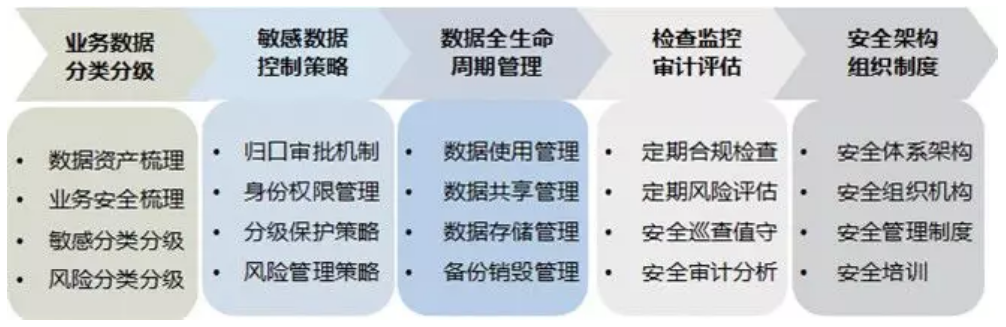 业务数据
分类分级
敏感数据
控制策略
数据全生命
周期管理
检查监控
审计评估
安全架构
组织制度
• 数据资产梳理
• 业务安全梳理
• 敏感分类分级
• 风险分类分级
• 归口审批机制
• 身份权限管理
• 分级保护策略
• 风险管理策略
• 数据使用管理
• 数据共享管理
• 数据存储管理
• 备份销毁管理
• 定期合规检查
• 定期风险评估
• 安全巡查值守
• 安全审计分析
• 安全体系架构
• 安全组织机构
• 安全管理制度
• 安全培训